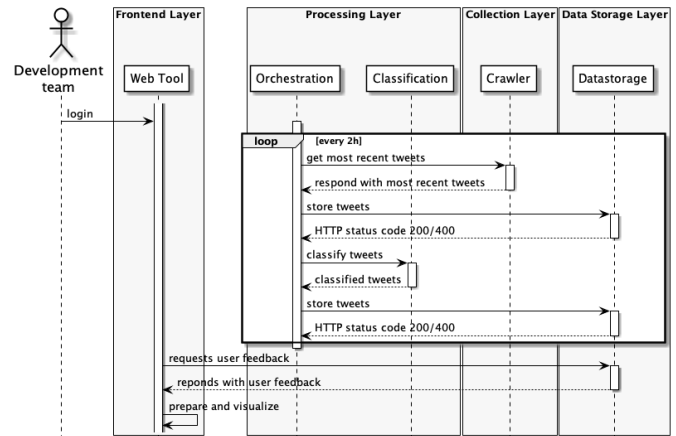 Frontend Layer
Processing Layer
Collection Layer
Data Storage Layer
Development
team
Web Tool
Orchestration
Classification
Crawler
Datastorage
login
loop
[every 2h]
get most recent tweets
respond with most recent tweets
store tweets
HTTP status code 200/400
classify tweets
classified tweets
store tweets
HTTP status code 200/400
requests user feedback
reponds with user feedback
prepare and visualize